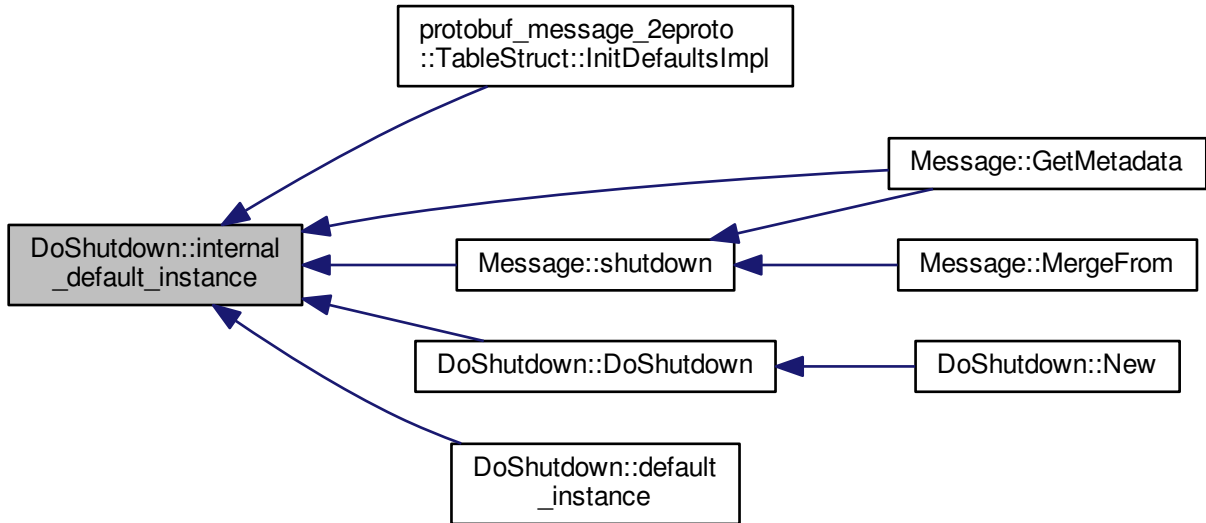 protobuf_message_2eproto
::TableStruct::InitDefaultsImpl
Message::GetMetadata
DoShutdown::internal
_default_instance
Message::shutdown
Message::MergeFrom
DoShutdown::DoShutdown
DoShutdown::New
DoShutdown::default
_instance